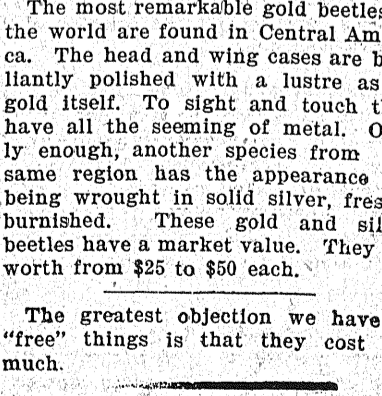 The most remarkable gold beetles
the world are found in Central Am
ca. The head and wing cases are b
liantly polished with a lustre as
gold itself. To sight and touch t
have all the seeming of metal. O
ly enough, another species from
same region has the appearance
being wrought in solid silver, fres
burnished. These gold and sil
beetles have a market value. They
worth from $25 to $50 each.
The greatest objection we have
"free" things is that they cost
much.